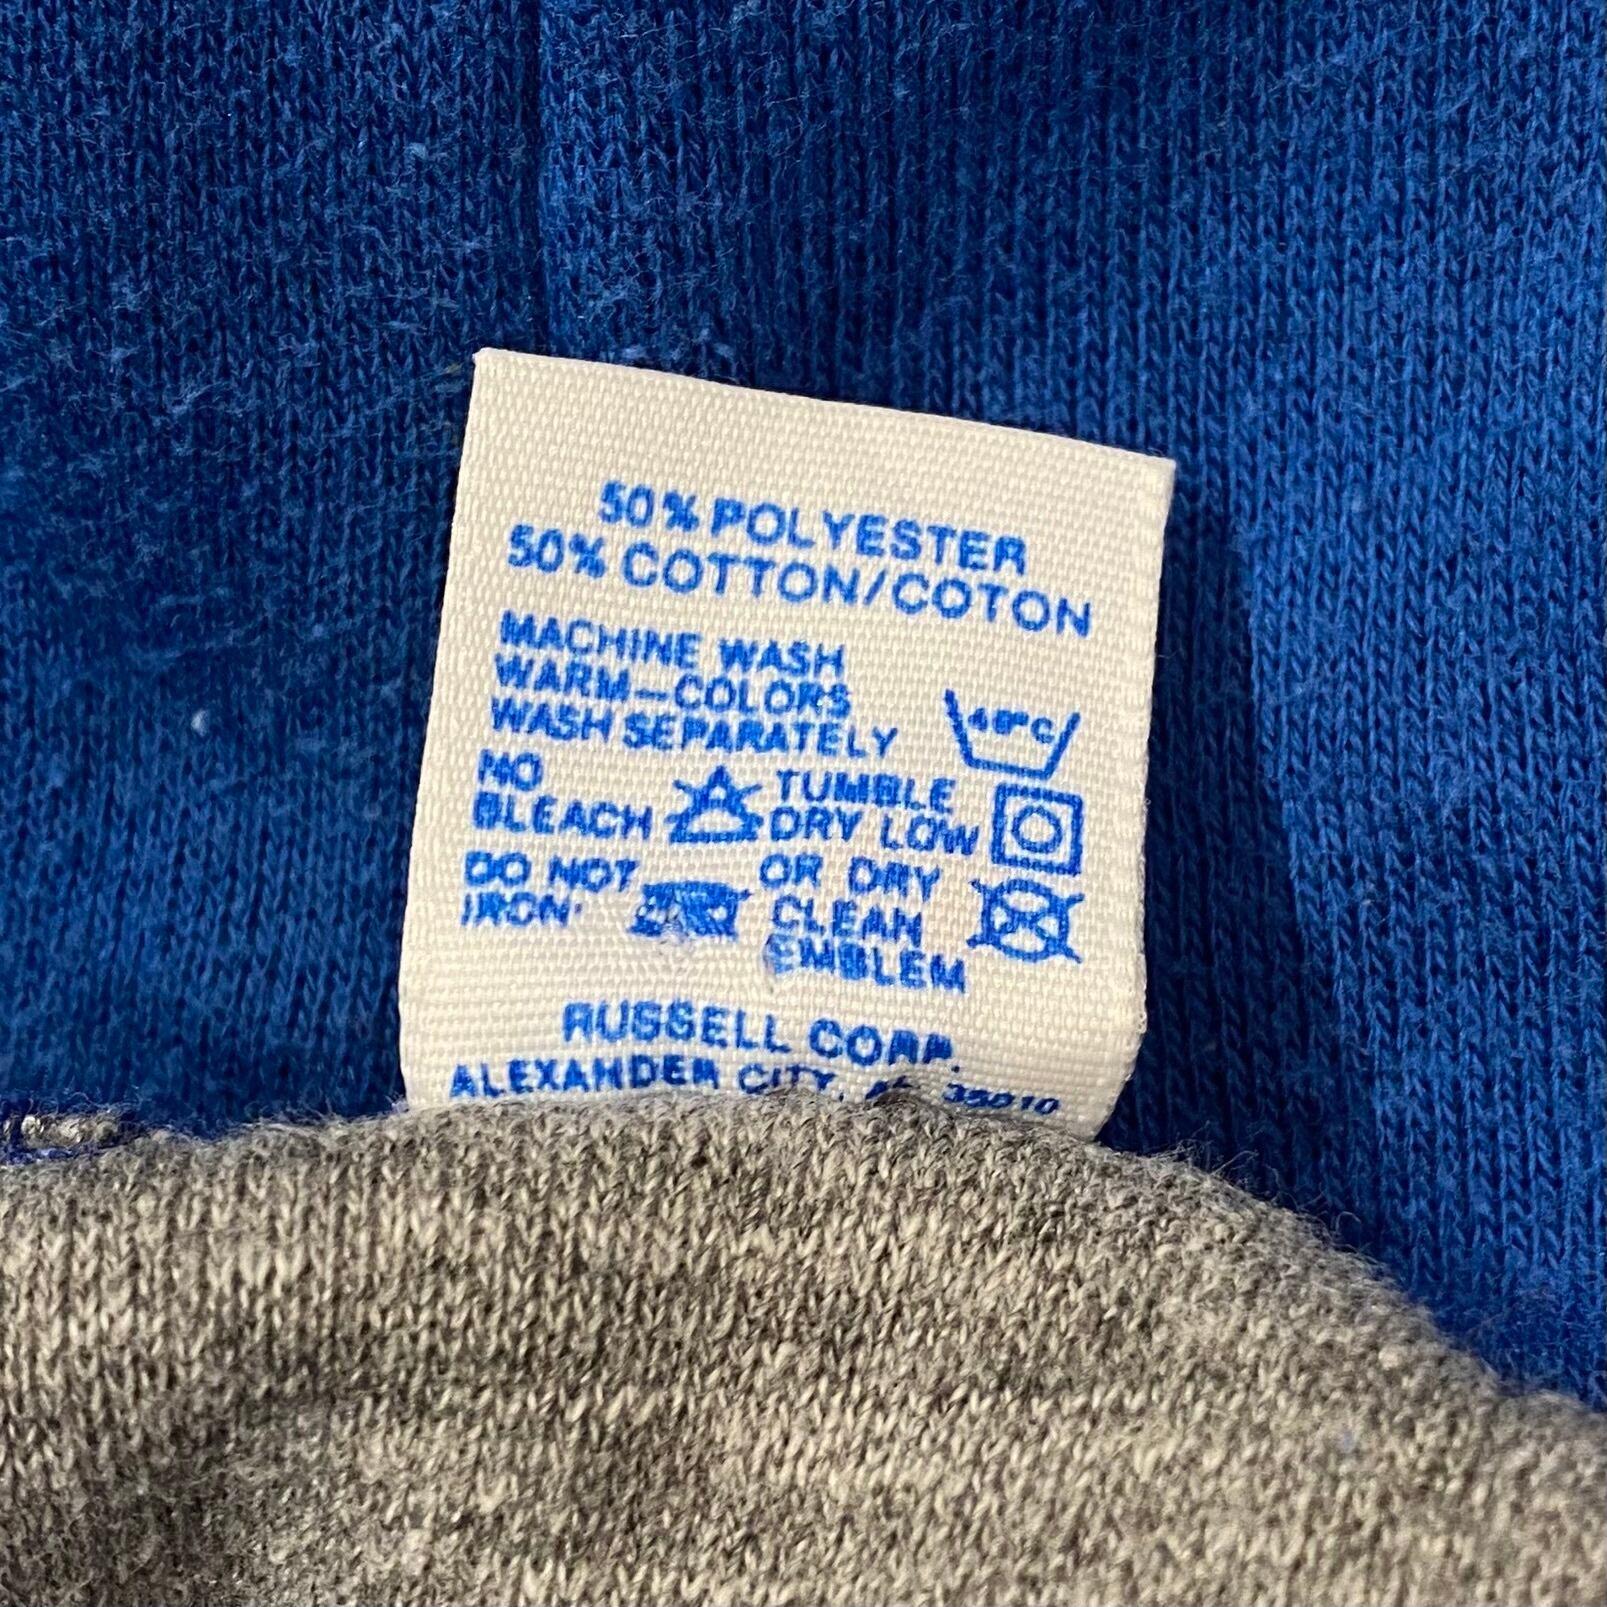 50% POLYESTER
50% COTTON/COTON
MACHINE WASH
WARM—COLORS
WASH SEPARATELY
NO
BLEACH
TUMBLE
DRY LOW
DO NOT
IRON
OR DRY
CLEAN
EMBLEM
RUSSELL CORP.
ALEXANDER CITY, 35010